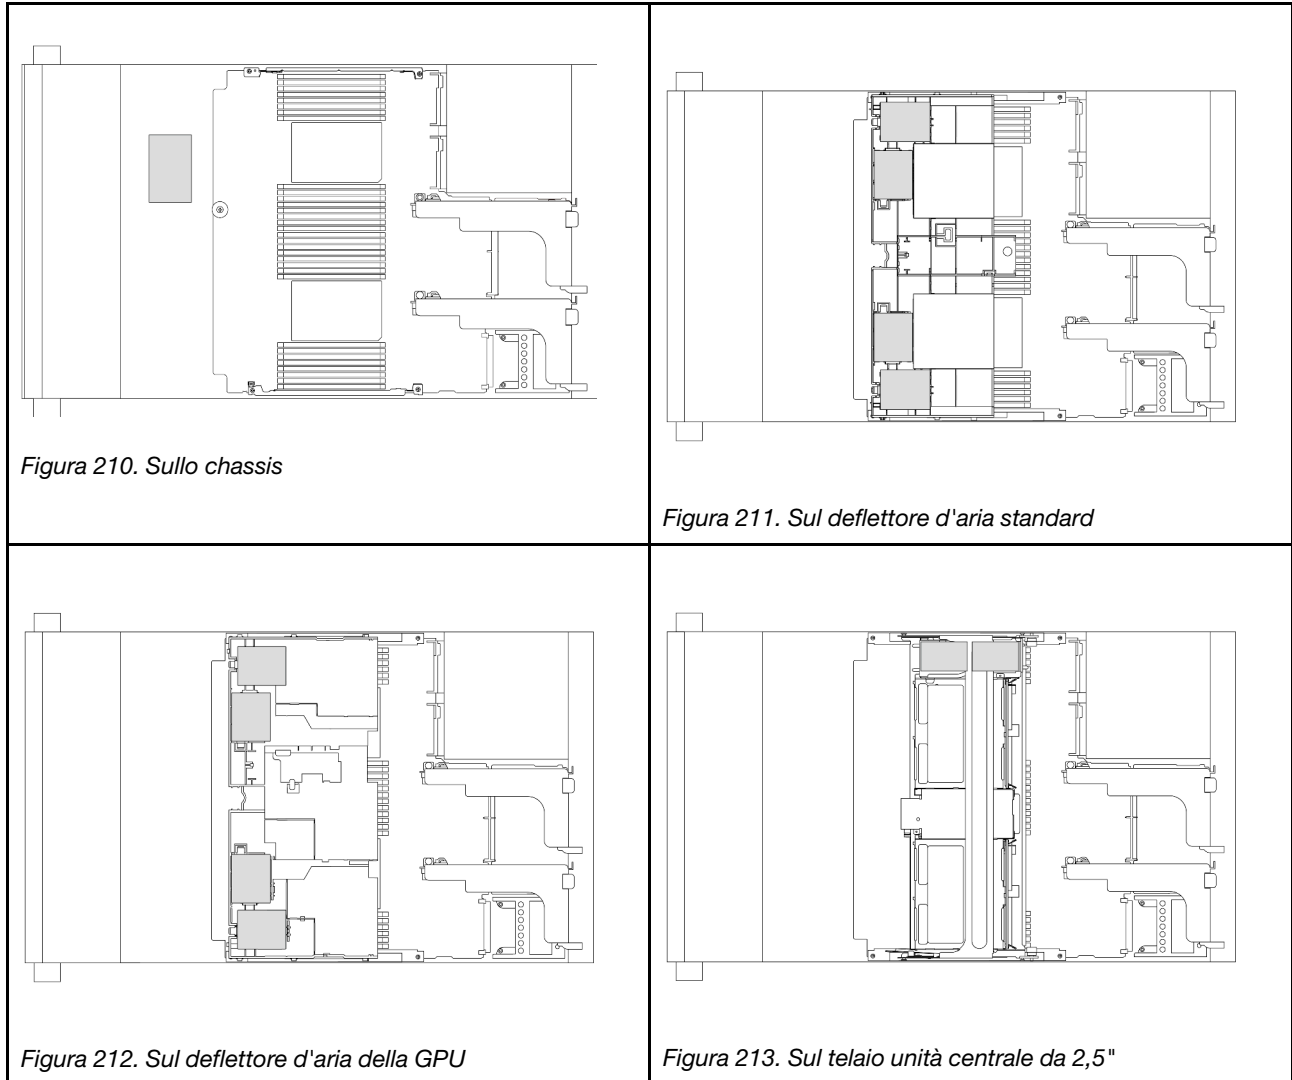 Figura 210. Sullo chassis
Figura 211. Sul deflettore d'aria standard
Figura 212. Sul deflettore d'aria della GPU
Figura 213. Sul telaio unità centrale da 2,5"